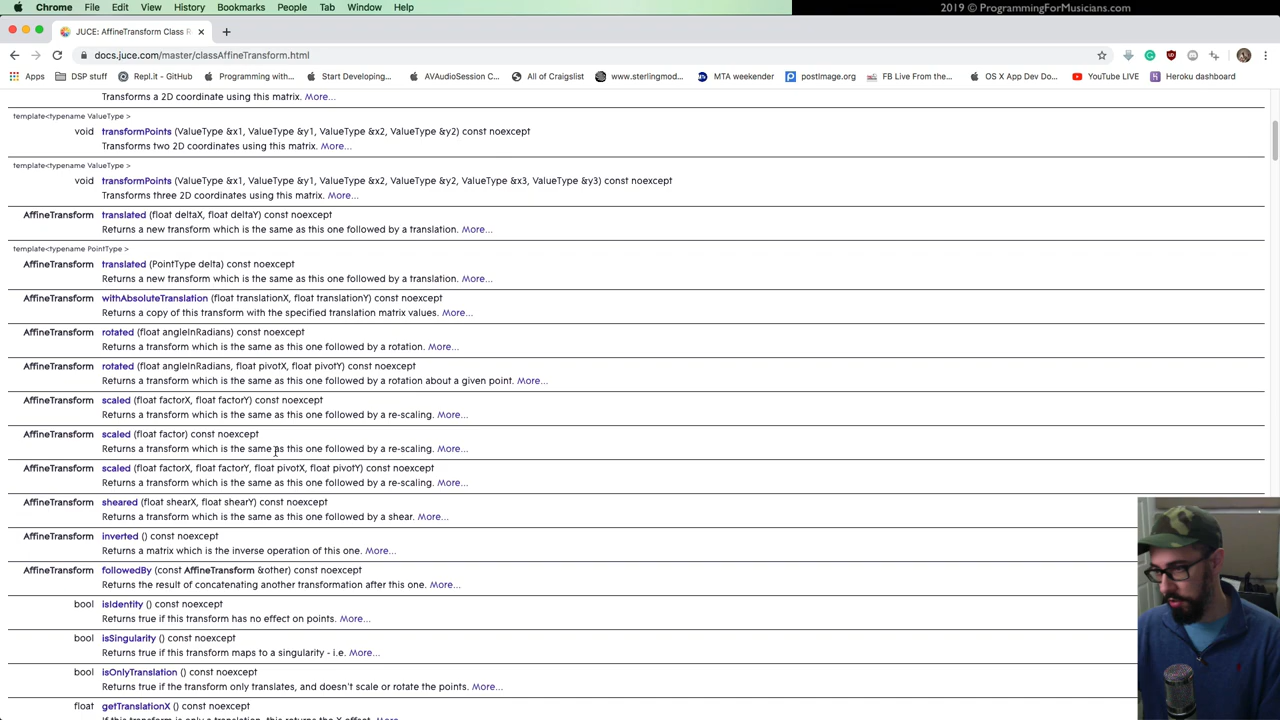 Chrome File Edit View History Bookmarks People Tab Window Help
2019 © ProgrammingForMusicians.com
JUCE: AffineTransform Class R
docs.juce.com/master/classAffineTransform.html
Apps DSP stuff Repl.it - GitHub Programming with... Start Developing... AVAudioSession C... All of Craigslist www.sterlingmod... MTA weekender postimage.org FB Live From the... OS X App Dev Do... YouTube LIVE Heroku dashboard
Transforms a 2D coordinate using this matrix. More...
template<typename ValueType >
void transformPoints (ValueType &x1, ValueType &y1, ValueType &x2, ValueType &y2) const noexcept
Transforms two 2D coordinates using this matrix. More...
template<typename ValueType >
void transformPoints (ValueType &x1, ValueType &y1, ValueType &x2, ValueType &y2, ValueType &x3, ValueType &y3) const noexcept
Transforms three 2D coordinates using this matrix. More...
AffineTransform translated (float deltaX, float deltaY) const noexcept
Returns a new transform which is the same as this one followed by a translation. More...
template<typename PointType >
AffineTransform translated (PointType delta) const noexcept
Returns a new transform which is the same as this one followed by a translation. More...
AffineTransform withAbsoluteTranslation (float translationX, float translationY) const noexcept
Returns a copy of this transform with the specified translation matrix values. More...
AffineTransform rotated (float angleInRadians) const noexcept
Returns a transform which is the same as this one followed by a rotation. More...
AffineTransform rotated (float angleInRadians, float pivotX, float pivotY) const noexcept
Returns a transform which is the same as this one followed by a rotation about a given point. More...
AffineTransform scaled (float factorX, float factorY) const noexcept
Returns a transform which is the same as this one followed by a re-scaling. More...
AffineTransform scaled (float factor) const noexcept
Returns a transform which is the same as this one followed by a re-scaling. More...
AffineTransform scaled (float factorX, float factorY, float pivotX, float pivotY) const noexcept
Returns a transform which is the same as this one followed by a re-scaling. More...
AffineTransform sheared (float shearX, float shearY) const noexcept
Returns a transform which is the same as this one followed by a shear. More...
AffineTransform inverted () const noexcept
Returns a matrix which is the inverse operation of this one. More...
AffineTransform followedBy (const AffineTransform &other) const noexcept
Returns the result of concatenating another transformation after this one. More...
bool isIdentity () const noexcept
Returns true if this transform has no effect on points. More...
bool isSingularity () const noexcept
Returns true if this transform maps to a singularity - i.e. More...
bool isOnlyTranslation () const noexcept
Returns true if the transform only translates, and doesn't scale or rotate the points. More...
float getTranslationX () const noexcept
If this transform is only a translation, this returns the X offset. More...